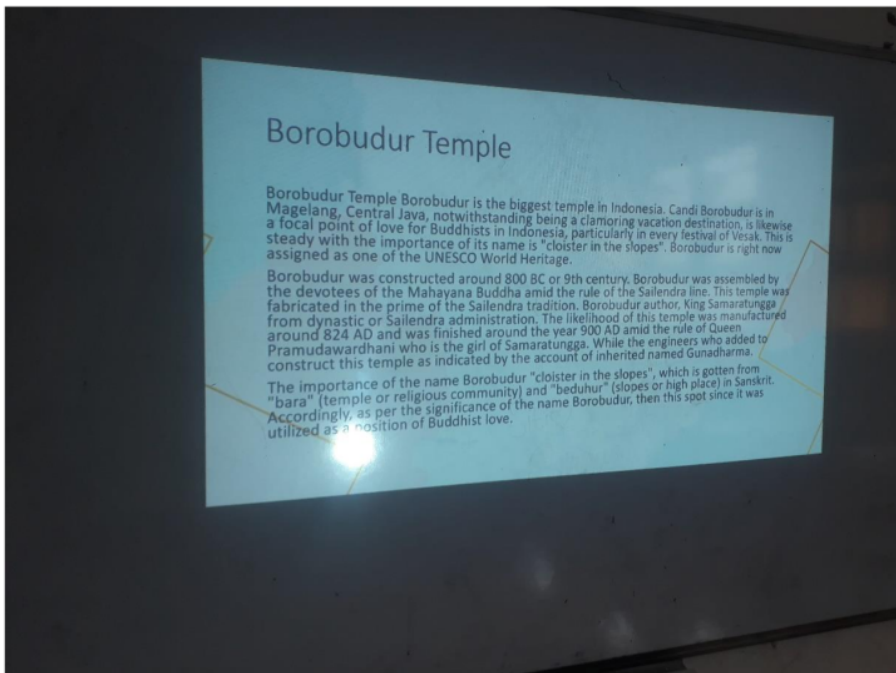 Borobudur Temple
Borobudur Temple Borobudur is the biggest temple in Indonesia. Candi Borobudur is in
Magelang, Central Java, notwithstanding being a clamoring vacation destination, is likewise
a focal point of love for Buddhists in Indonesia, particularly in every festival of Vesak. This is
steady with the importance of its name is "cloister in the slopes". Borobudur is right now
assigned as one of the UNESCO World Heritage.
Borobudur was constructed around 800 BC or 9th century. Borobudur was assembled by
the devotees of the Mahayana Buddha amid the rule of the Sailendra line. This temple was
fabricated in the prime of the Sailendra tradition. Borobudur author, King Samaratungga
from dynastic or Sailendra administration. The likelihood of this temple was manufactured
around 824 AD and was finished around the year 900 AD amid the rule of Queen
Pramudawardhani who is the girl of Samaratungga. While the engineers who added to
construct this temple as indicated by the account of inherited named Gunadharma.
The importance of the name Borobudur "cloister in the slopes", which is gotten from
"bara" (temple or religious community) and "beduhur" (slopes or high place) in Sanskrit.
Accordingly, as per the significance of the name Borobudur, then this spot since it was
utilized as a position of Buddhist love.